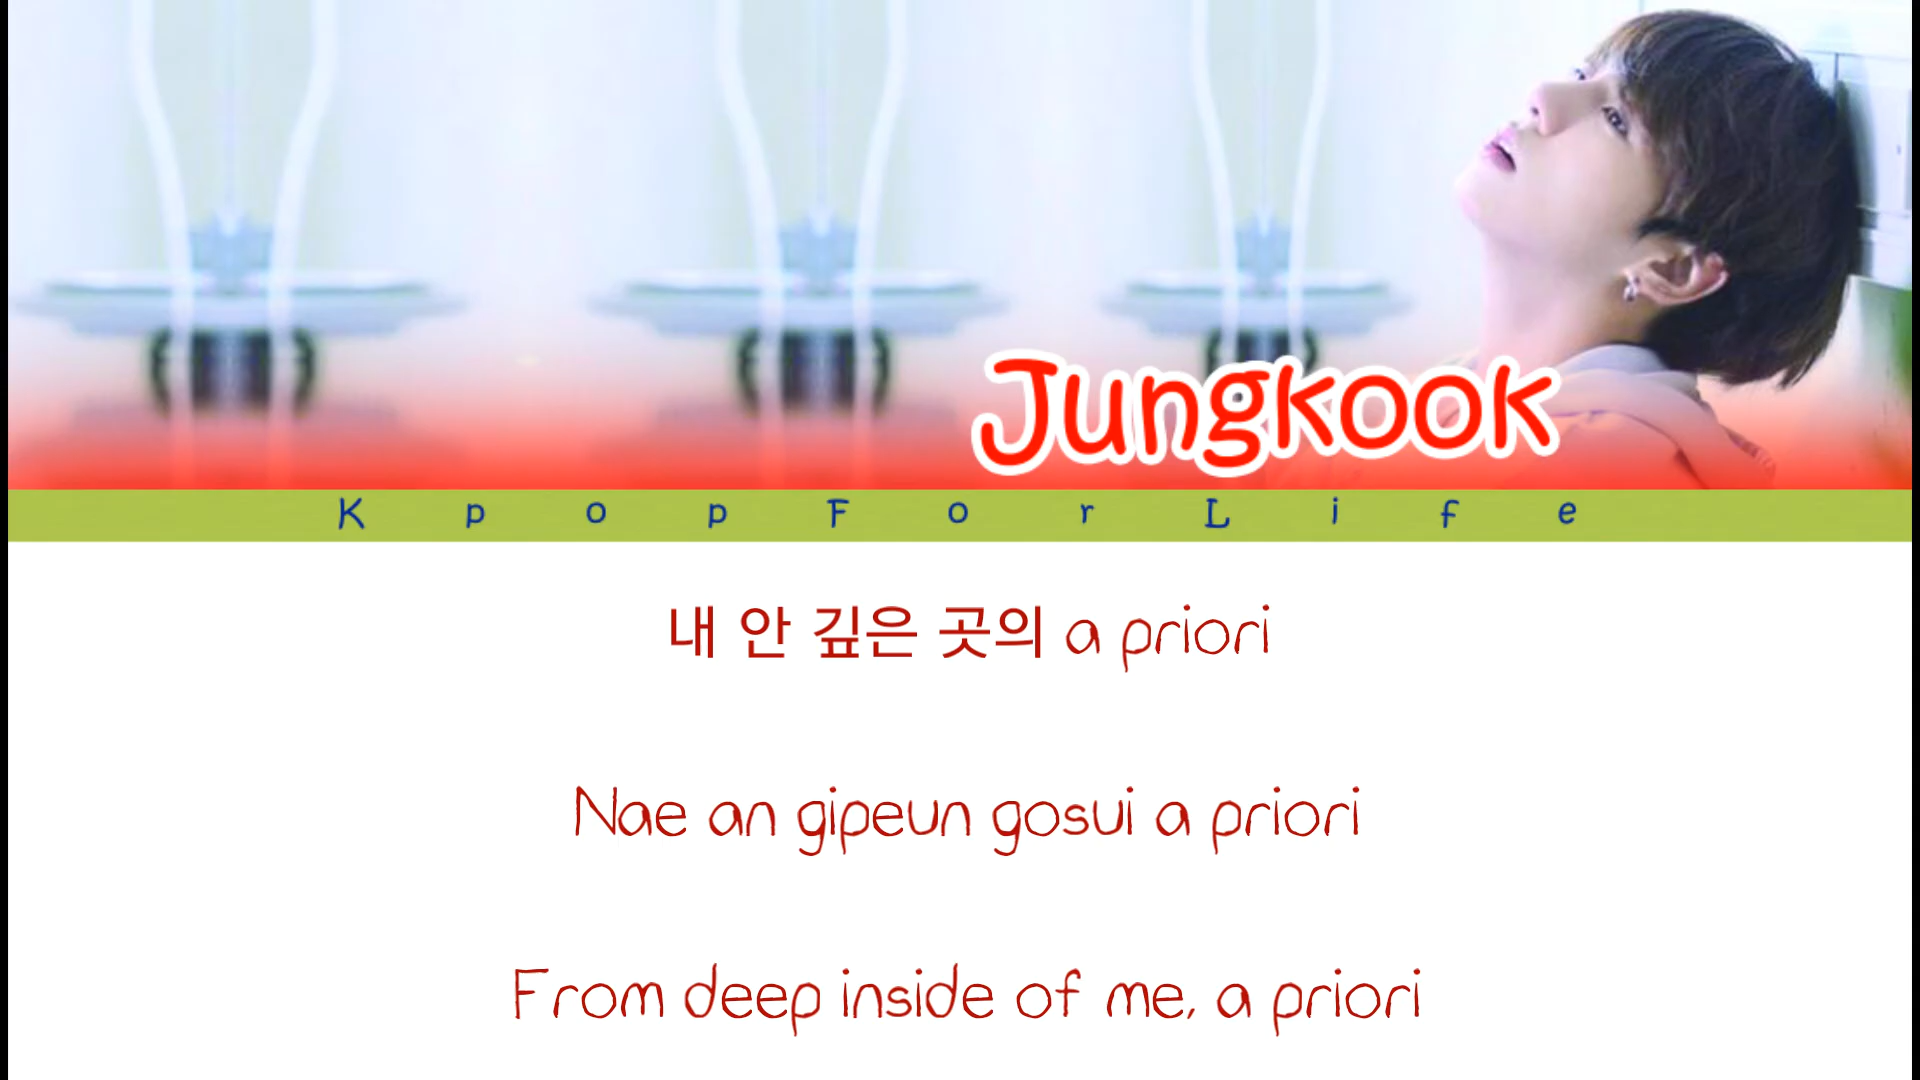 Jungkook
KpopForLife
내 안 깊은 곳의 a priori
Nae an gipeun gosui a priori
From deep inside of me, a priori